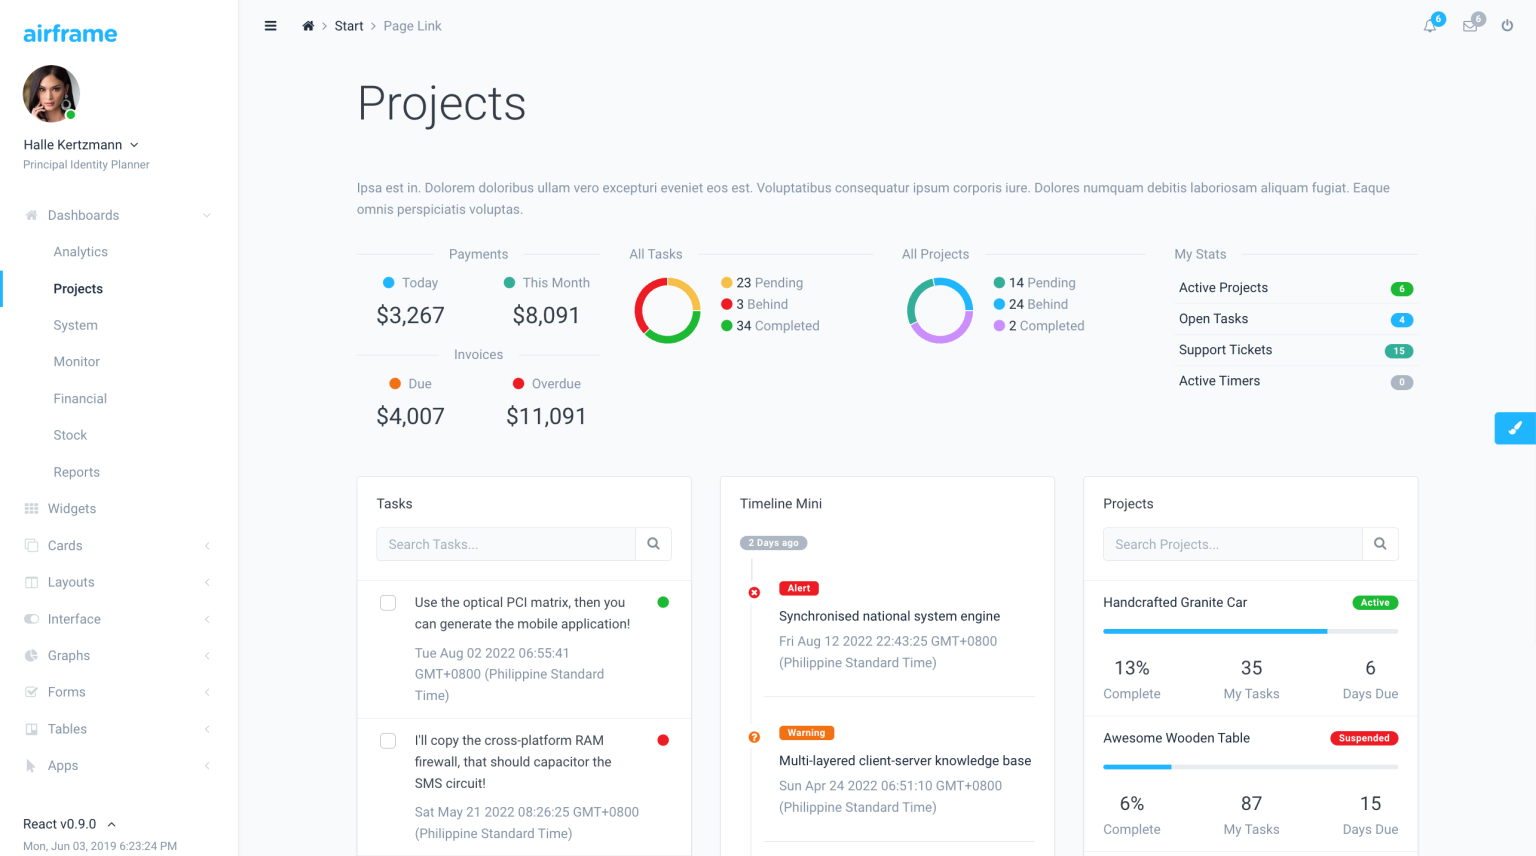 airframe
Halle Kertzmann
Principal Identity Planner
Dashboards
Analytics
Projects
System
Monitor
Financial
Stock
Reports
Widgets
Cards
Layouts
Interface
Graphs
Forms
Tables
Apps
React v0.9.0
Mon, Jun 03, 2019 6:23:24 PM
Start
Page Link
6
6
Projects
Ipsa est in. Dolorem doloribus ullam vero excepturi eveniet eos est. Voluptatibus consequatur ipsum corporis iure. Dolores numquam debitis laboriosam aliquam fugiat. Eaque
omnis perspiciatis voluptas.
Payments
Today This Month
$3,267 $8,091
Invoices
Due Overdue
$4,007 $11,091
All Tasks
23 Pending
3 Behind
34 Completed
All Projects
14 Pending
24 Behind
2 Completed
My Stats
Active Projects 6
Open Tasks 4
Support Tickets 15
Active Timers 0
Tasks
Search Tasks...
Use the optical PCI matrix, then you
can generate the mobile application!
Tue Aug 02 2022 06:55:41
GMT+0800 (Philippine Standard
Time)
I'll copy the cross-platform RAM
firewall, that should capacitor the
SMS circuit!
Sat May 21 2022 08:26:25 GMT+0800
(Philippine Standard Time)
Timeline Mini
2 Days ago
Alert
Synchronised national system engine
Fri Aug 12 2022 22:43:25 GMT+0800
(Philippine Standard Time)
Warning
Multi-layered client-server knowledge base
Sun Apr 24 2022 06:51:10 GMT+0800
(Philippine Standard Time)
Projects
Search Projects...
Handcrafted Granite Car Active
13% 35 6
Complete My Tasks Days Due
Awesome Wooden Table Suspended
6% 87 15
Complete My Tasks Days Due